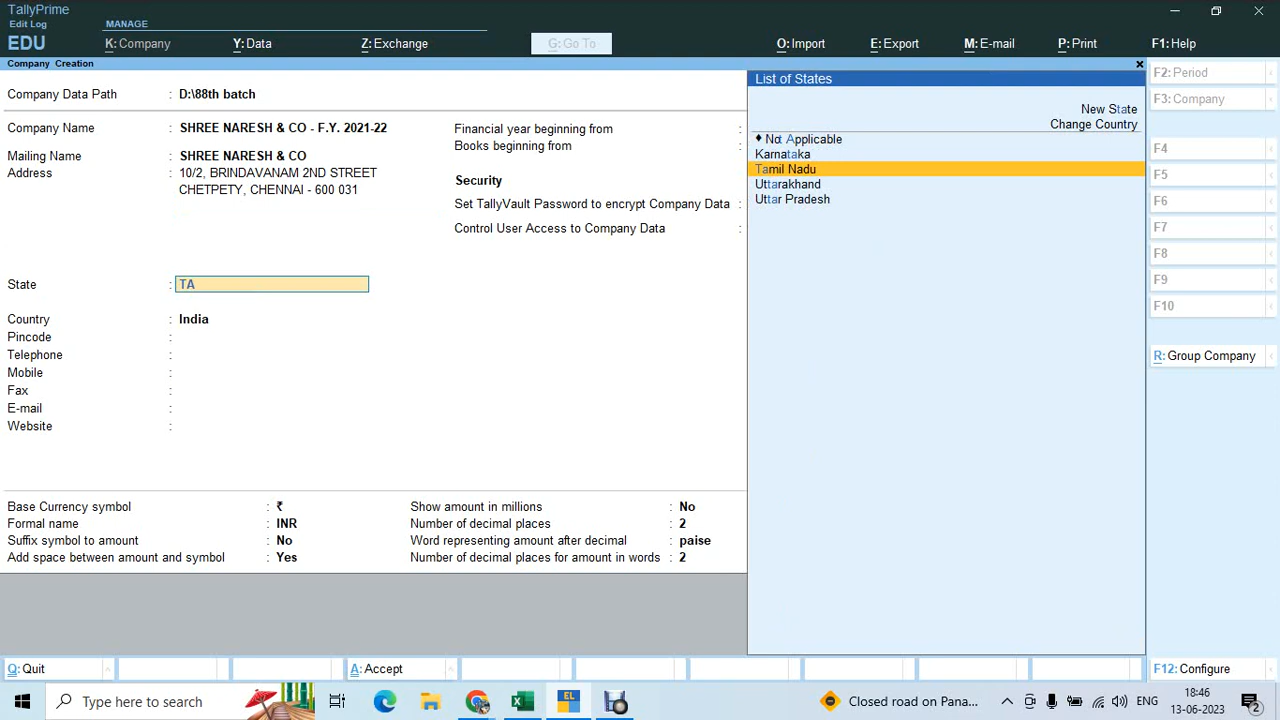 TallyPrime
Edit Log
EDU
MANAGE
K: Company
Y: Data
Z: Exchange
G: Go To
O: Import
E: Export
M: E-mail
P: Print
F1: Help
Company Creation
Company Data Path : D:\88th batch
Company Name : SHREE NARESH & CO - F.Y. 2021-22
Mailing Name : SHREE NARESH & CO
Address : 10/2, BRINDAVANAM 2ND STREET
CHETPETY, CHENNAI - 600 031
State : TA
Country : India
Pincode :
Telephone :
Mobile :
Fax :
E-mail :
Website :
Financial year beginning from :
Books beginning from :
Security
Set TallyVault Password to encrypt Company Data :
Control User Access to Company Data :
Base Currency symbol : ₹
Formal name : INR
Suffix symbol to amount : No
Add space between amount and symbol : Yes
Show amount in millions : No
Number of decimal places : 2
Word representing amount after decimal : paise
Number of decimal places for amount in words : 2
List of States
New State
Change Country
♦ Not Applicable
Karnataka
Tamil Nadu
Uttarakhand
Uttar Pradesh
F2: Period
F3: Company
F4
F5
F6
F7
F8
F9
F10
R: Group Company
Q: Quit
A: Accept
F12: Configure
Type here to search
EL
Closed road on Pana...
ENG
18:46
13-06-2023
2